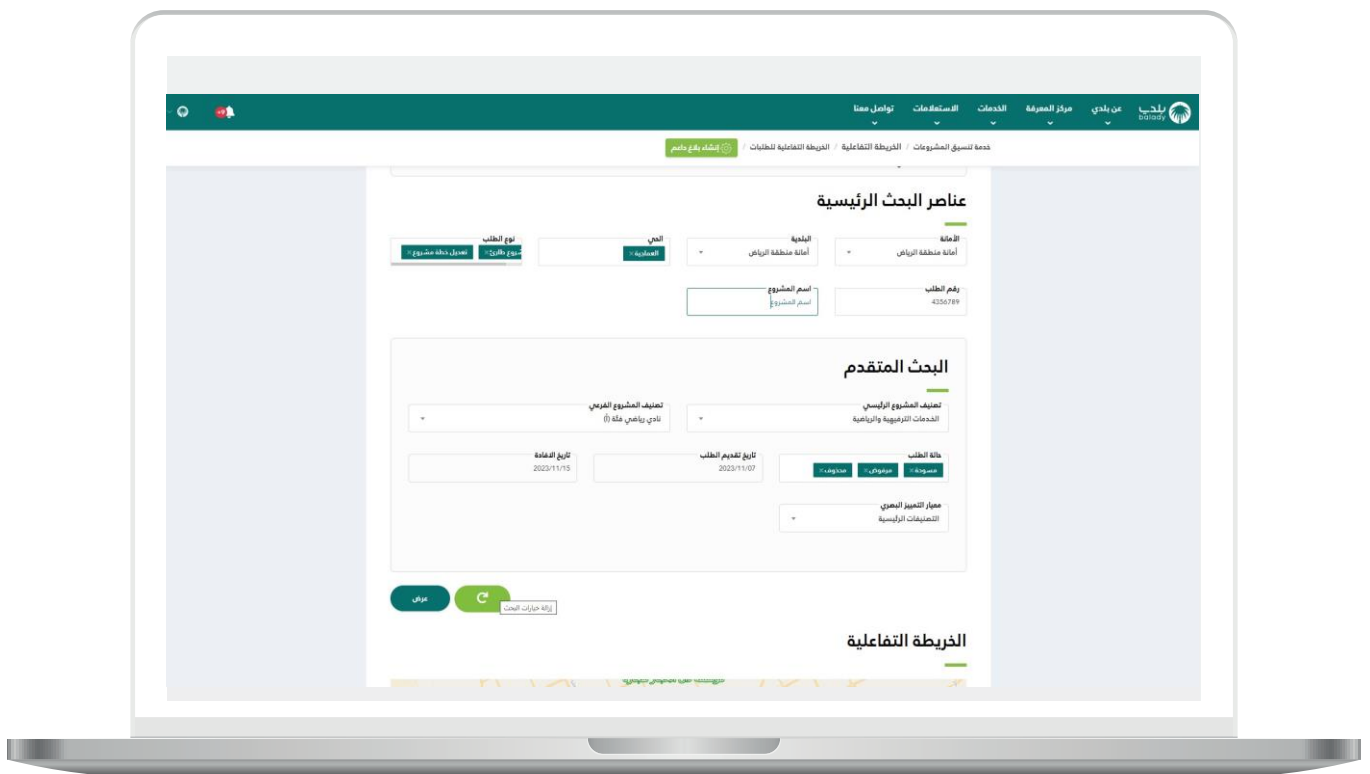 بلدي balady عن بلدي مركز المعرفة الخدمات الاستعلامات تواصل معنا
خدمة تنسيق المشروعات / الخريطة التفاعلية / الخريطة التفاعلية للطلبات / إنشاء بلاغ داعم
عناصر البحث الرئيسية
الأمانة البلدية الحي نوع الطلب
أمانة منطقة الرياض أمانة منطقة الرياض العمارية × شروع طارئ × تعديل خطة مشروع ×
رقم الطلب اسم المشروع
4356789 اسم المشروع
البحث المتقدم
تصنيف المشروع الرئيسي تصنيف المشروع الفرعي
الخدمات الترفيهية والرياضية نادي رياضي فئة (أ)
حالة الطلب تاريخ تقديم الطلب تاريخ الافادة
مسودة × مرفوض × محذوف × 2023/11/07 2023/11/15
معيار التمييز البصري
التصنيفات الرئيسية
عرض
إزالة خيارات البحث
الخريطة التفاعلية